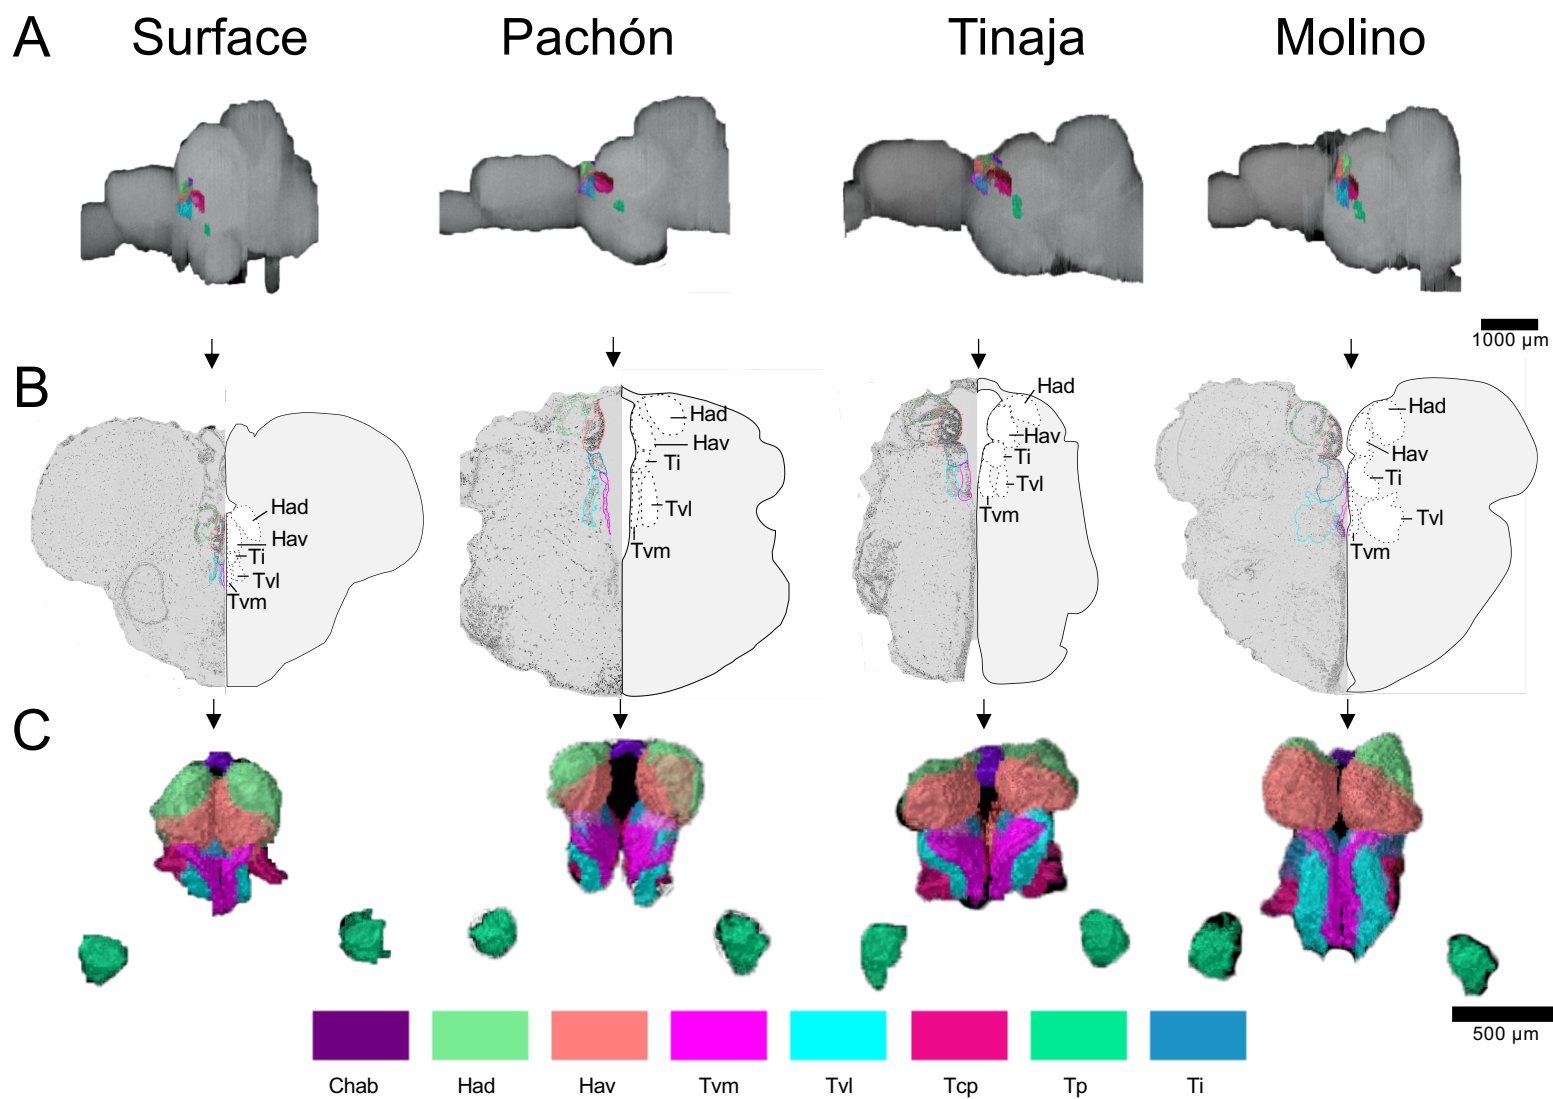 A Surface Pachón Tinaja Molino
1000 µm
B
Had
Hav
Ti
Tvl
Tvm
Had
Hav
Ti
Tvl
Tvm
Had
Hav
Ti
Tvl
Tvm
Had
Hav
Ti
Tvl
Tvm
C
500 µm
Chab Had Hav Tvm Tvl Tcp Tp Ti